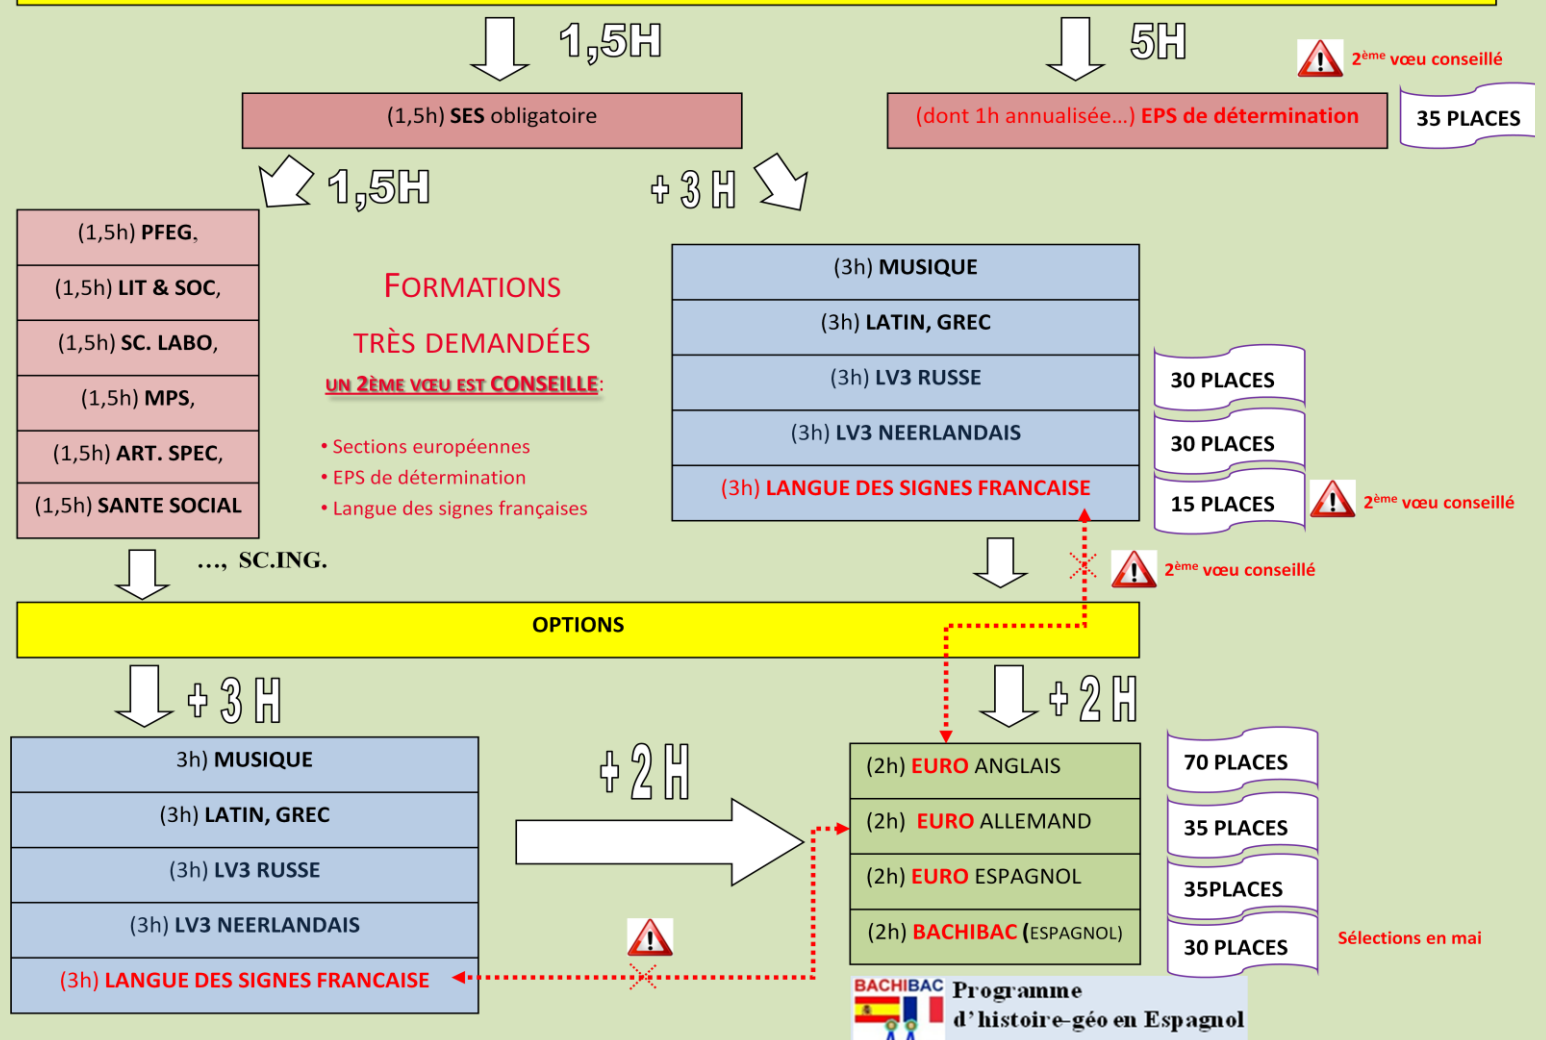 1,5H
5H
2ème vœu conseillé
(1,5h) SES obligatoire
(dont 1h annualisée...) EPS de détermination
35 PLACES
1,5H
+ 3 H
(1,5h) PFEG,
(1,5h) LIT & SOC,
(1,5h) SC. LABO,
(1,5h) MPS,
(1,5h) ART. SPEC,
(1,5h) SANTE SOCIAL
..., SC.ING.
FORMATIONS
TRÈS DEMANDÉES
UN 2ÈME VŒU EST CONSEILLE:
• Sections européennes
• EPS de détermination
• Langue des signes françaises
(3h) MUSIQUE
(3h) LATIN, GREC
(3h) LV3 RUSSE
30 PLACES
(3h) LV3 NEERLANDAIS
30 PLACES
(3h) LANGUE DES SIGNES FRANCAISE
15 PLACES
2ème vœu conseillé
2ème vœu conseillé
OPTIONS
+ 3 H
+ 2 H
3h) MUSIQUE
(3h) LATIN, GREC
(3h) LV3 RUSSE
(3h) LV3 NEERLANDAIS
(3h) LANGUE DES SIGNES FRANCAISE
+ 2 H
(2h) EURO ANGLAIS
70 PLACES
(2h) EURO ALLEMAND
35 PLACES
(2h) EURO ESPAGNOL
35PLACES
(2h) BACHIBAC (ESPAGNOL)
30 PLACES
Sélections en mai
BACHIBAC
Programme
d'histoire-géo en Espagnol